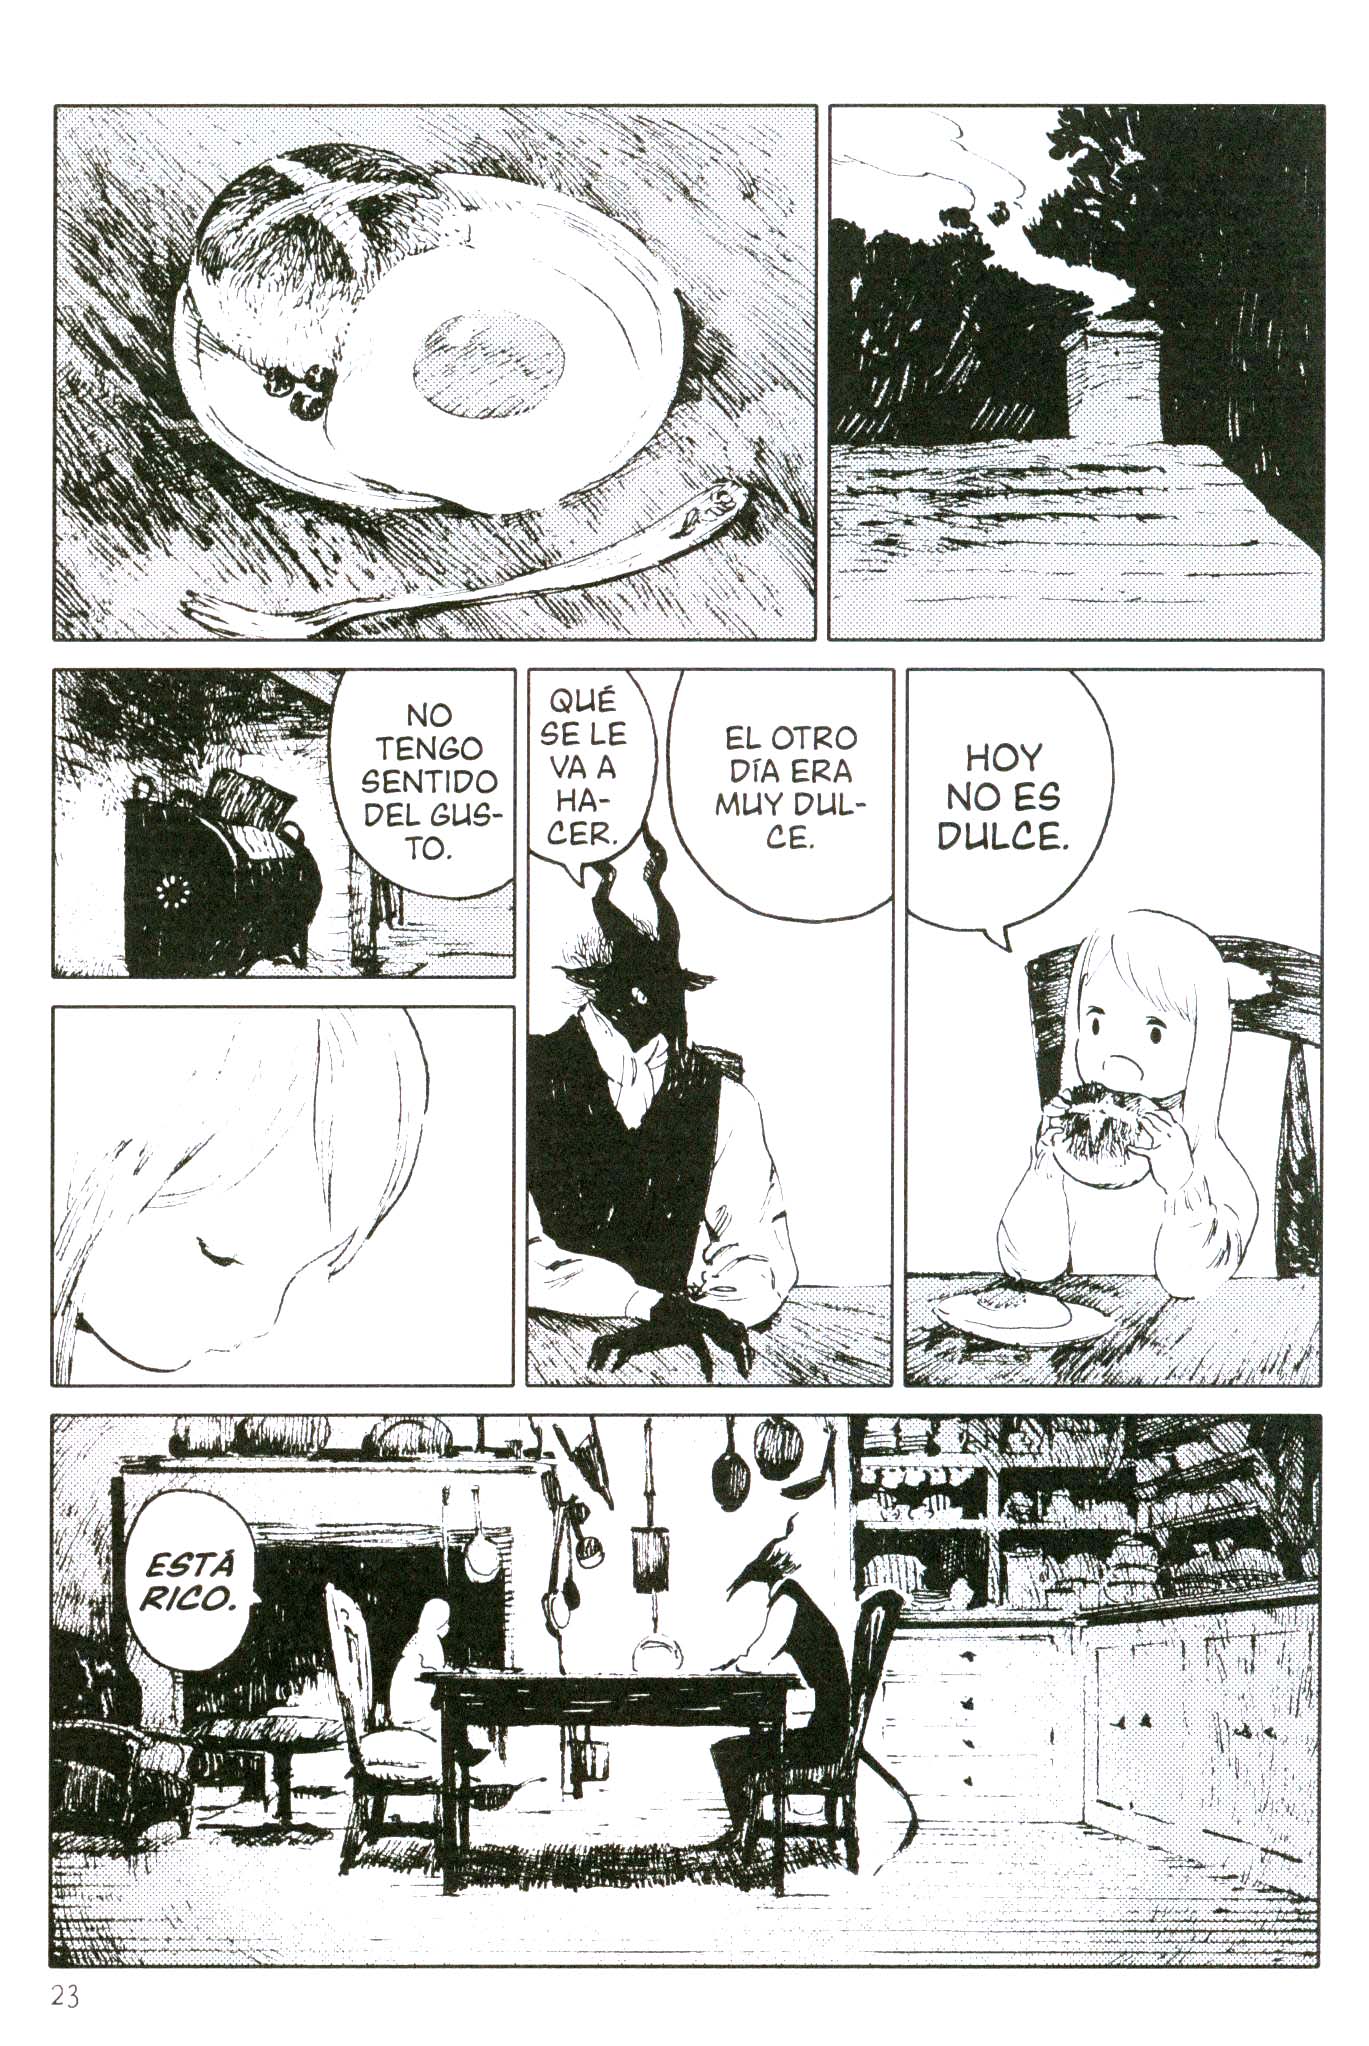 HOY
NO ES
DULCE.
EL OTRO
DÍA ERA
MUY DUL-
CE.
QUÉ
SE LE
VA A
HA-
CER.
NO
TENGO
SENTIDO
DEL GUS-
TO.
ESTÁ
RICO.
23